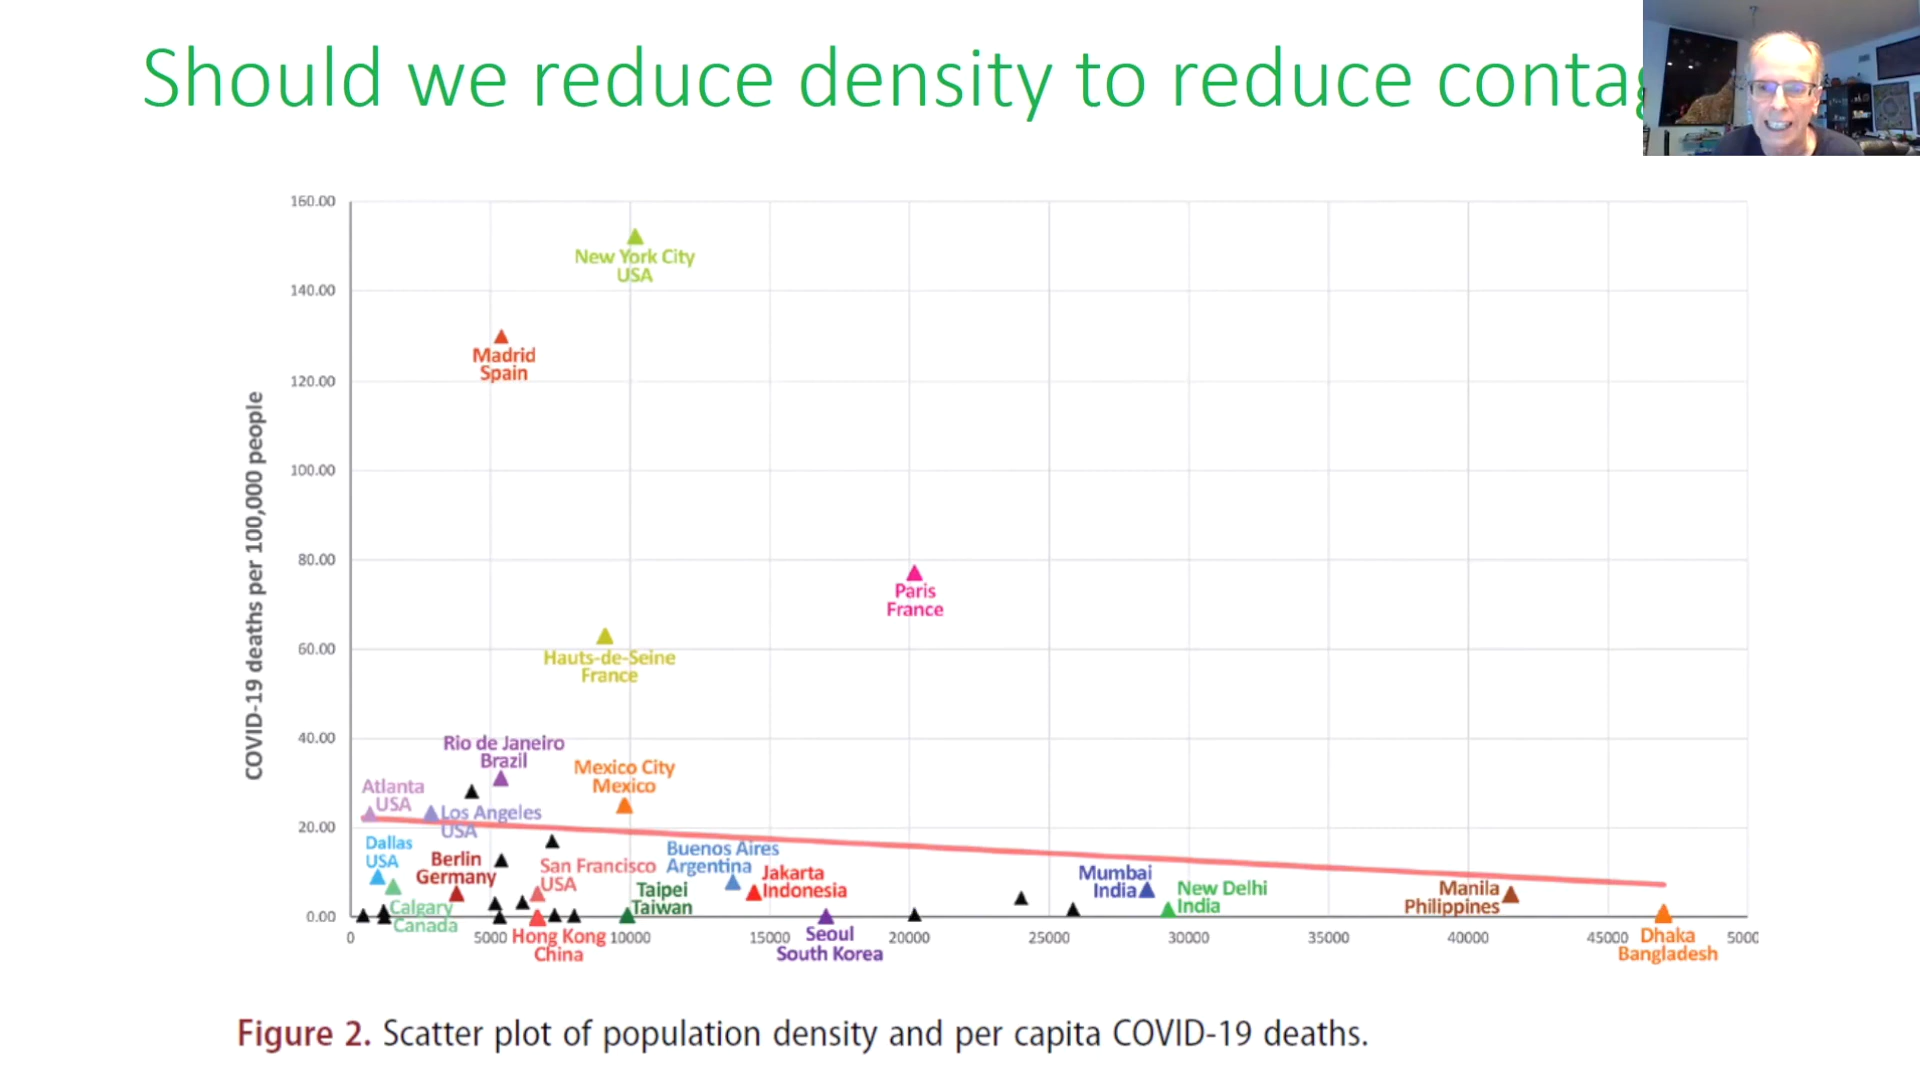 Should we reduce density to reduce contag
160.00
140.00
120.00
100.00
80.00
60.00
40.00
20.00
0.00
COVID-19 deaths per 100,000 people
New York City
USA
Madrid
Spain
Paris
France
Hauts-de-Seine
France
Rio de Janeiro
Brazil
Mexico City
Mexico
Atlanta
USA
Los Angeles
USA
Dallas
USA
Berlin
Germany
Calgary
Canada
San Francisco
USA
Taipei
Taiwan
Buenos Aires
Argentina
Jakarta
Indonesia
Mumbai
India
New Delhi
India
Manila
Philippines
0
5000
Hong Kong
China
10000
15000
Seoul
South Korea
20000
25000
30000
35000
40000
45000
Dhaka
Bangladesh
5000
Figure 2. Scatter plot of population density and per capita COVID-19 deaths.